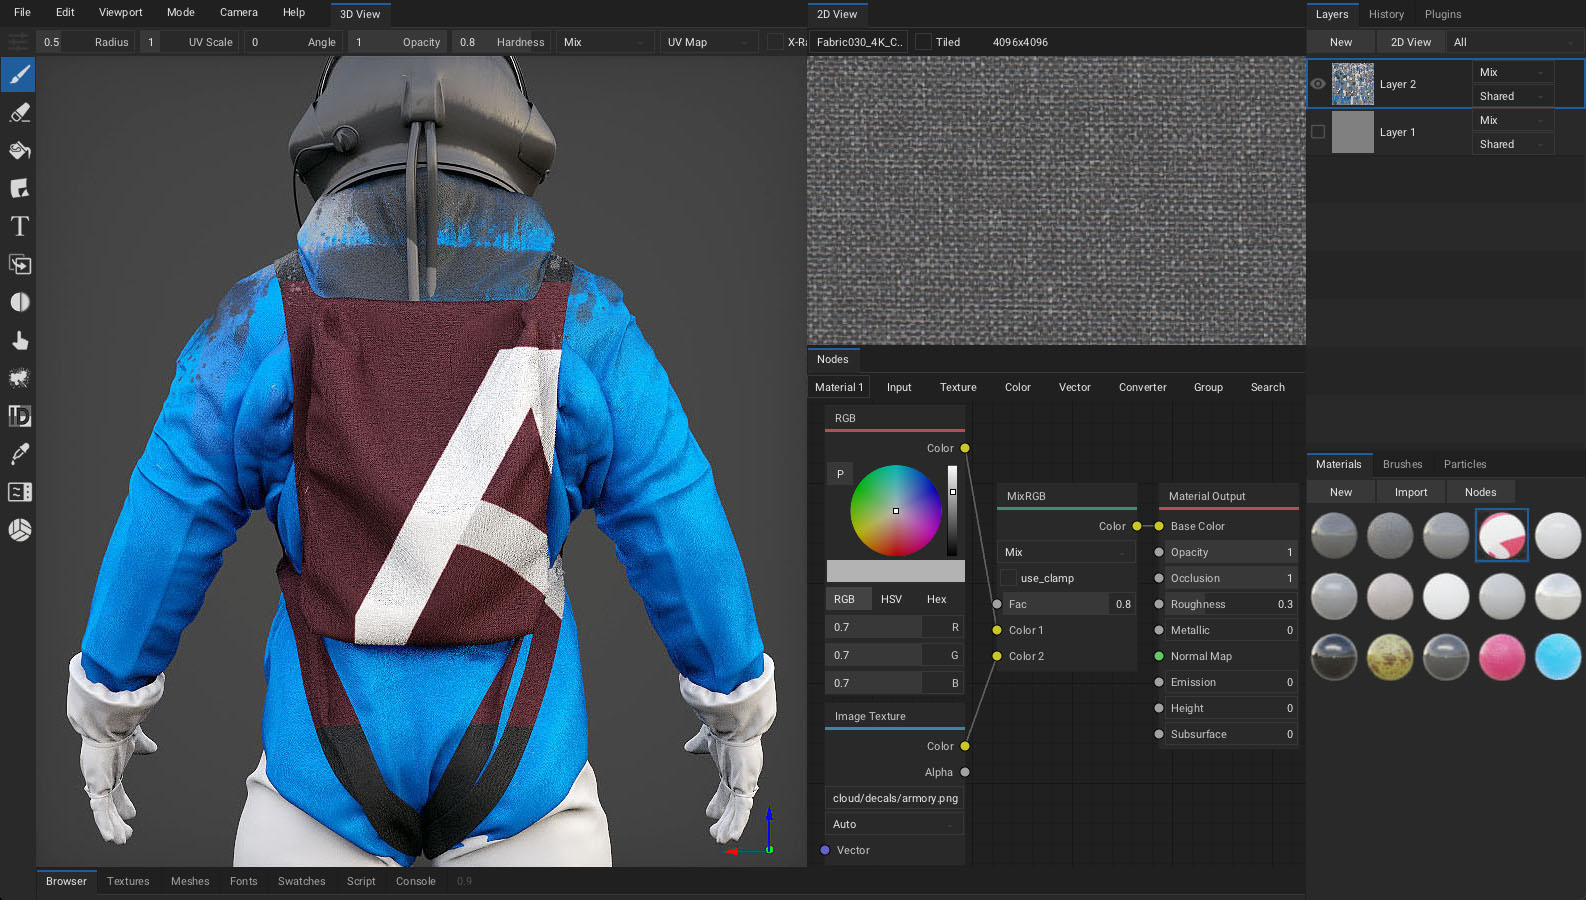 File Edit Viewport Mode Camera Help 3D View
0.5 Radius 1 UV Scale 0 Angle 1 Opacity 0.8 Hardness Mix UV Map X-Ra
2D View
Fabric030_4K_C.. Tiled 4096x4096
Layers History Plugins
New 2D View All
Layer 2 Mix
Shared
Layer 1 Mix
Shared
T
ID
Nodes
Material 1 Input Texture Color Vector Converter Group Search
RGB
Color
P
RGB HSV Hex
0.7 R
0.7 G
0.7 B
Image Texture
Color
Alpha
cloud/decals/armory.png
Auto
Vector
MixRGB
Color
Mix
use_clamp
Fac 0.8
Color 1
Color 2
Material Output
Base Color
Opacity 1
Occlusion 1
Roughness 0.3
Metallic 0
Normal Map
Emission 0
Height 0
Subsurface 0
Materials Brushes Particles
New Import Nodes
Browser Textures Meshes Fonts Swatches Script Console 0.9